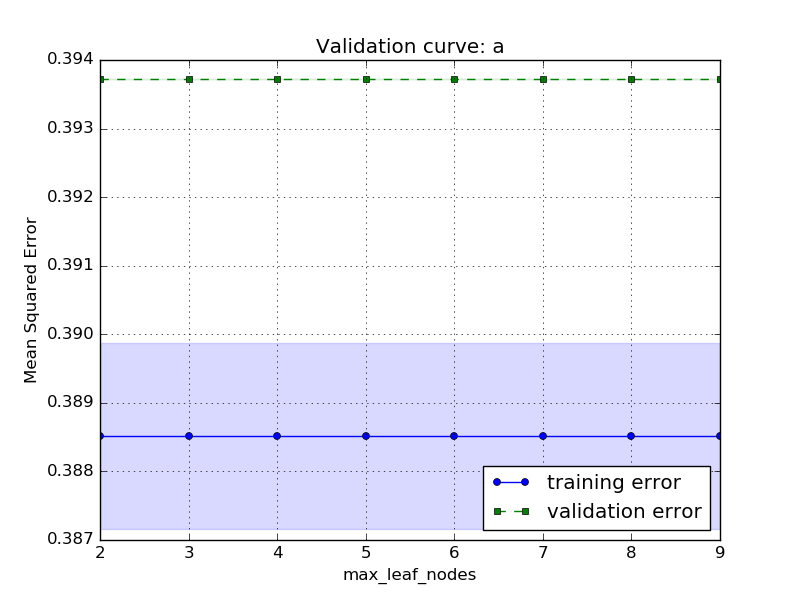 Validation curve: a
0.394
0.393
0.392
0.391
0.390
0.389
0.388
0.387
Mean Squared Error
training error
validation error
2 3 4 5 6 7 8 9
max_leaf_nodes